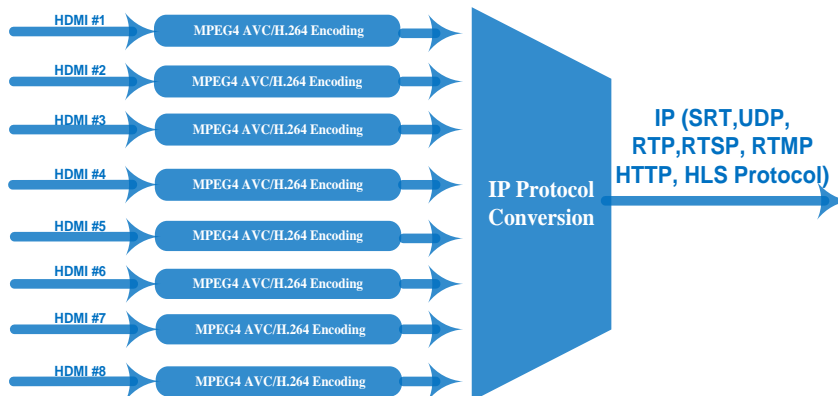 HDMI #1
MPEG4 AVC/H.264 Encoding
HDMI #2
MPEG4 AVC/H.264 Encoding
HDMI #3
MPEG4 AVC/H.264 Encoding
HDMI #4
MPEG4 AVC/H.264 Encoding
HDMI #5
MPEG4 AVC/H.264 Encoding
HDMI #6
MPEG4 AVC/H.264 Encoding
HDMI #7
MPEG4 AVC/H.264 Encoding
HDMI #8
MPEG4 AVC/H.264 Encoding
IP Protocol
Conversion
IP (SRT,UDP,
RTP,RTSP, RTMP
HTTP, HLS Protocol)